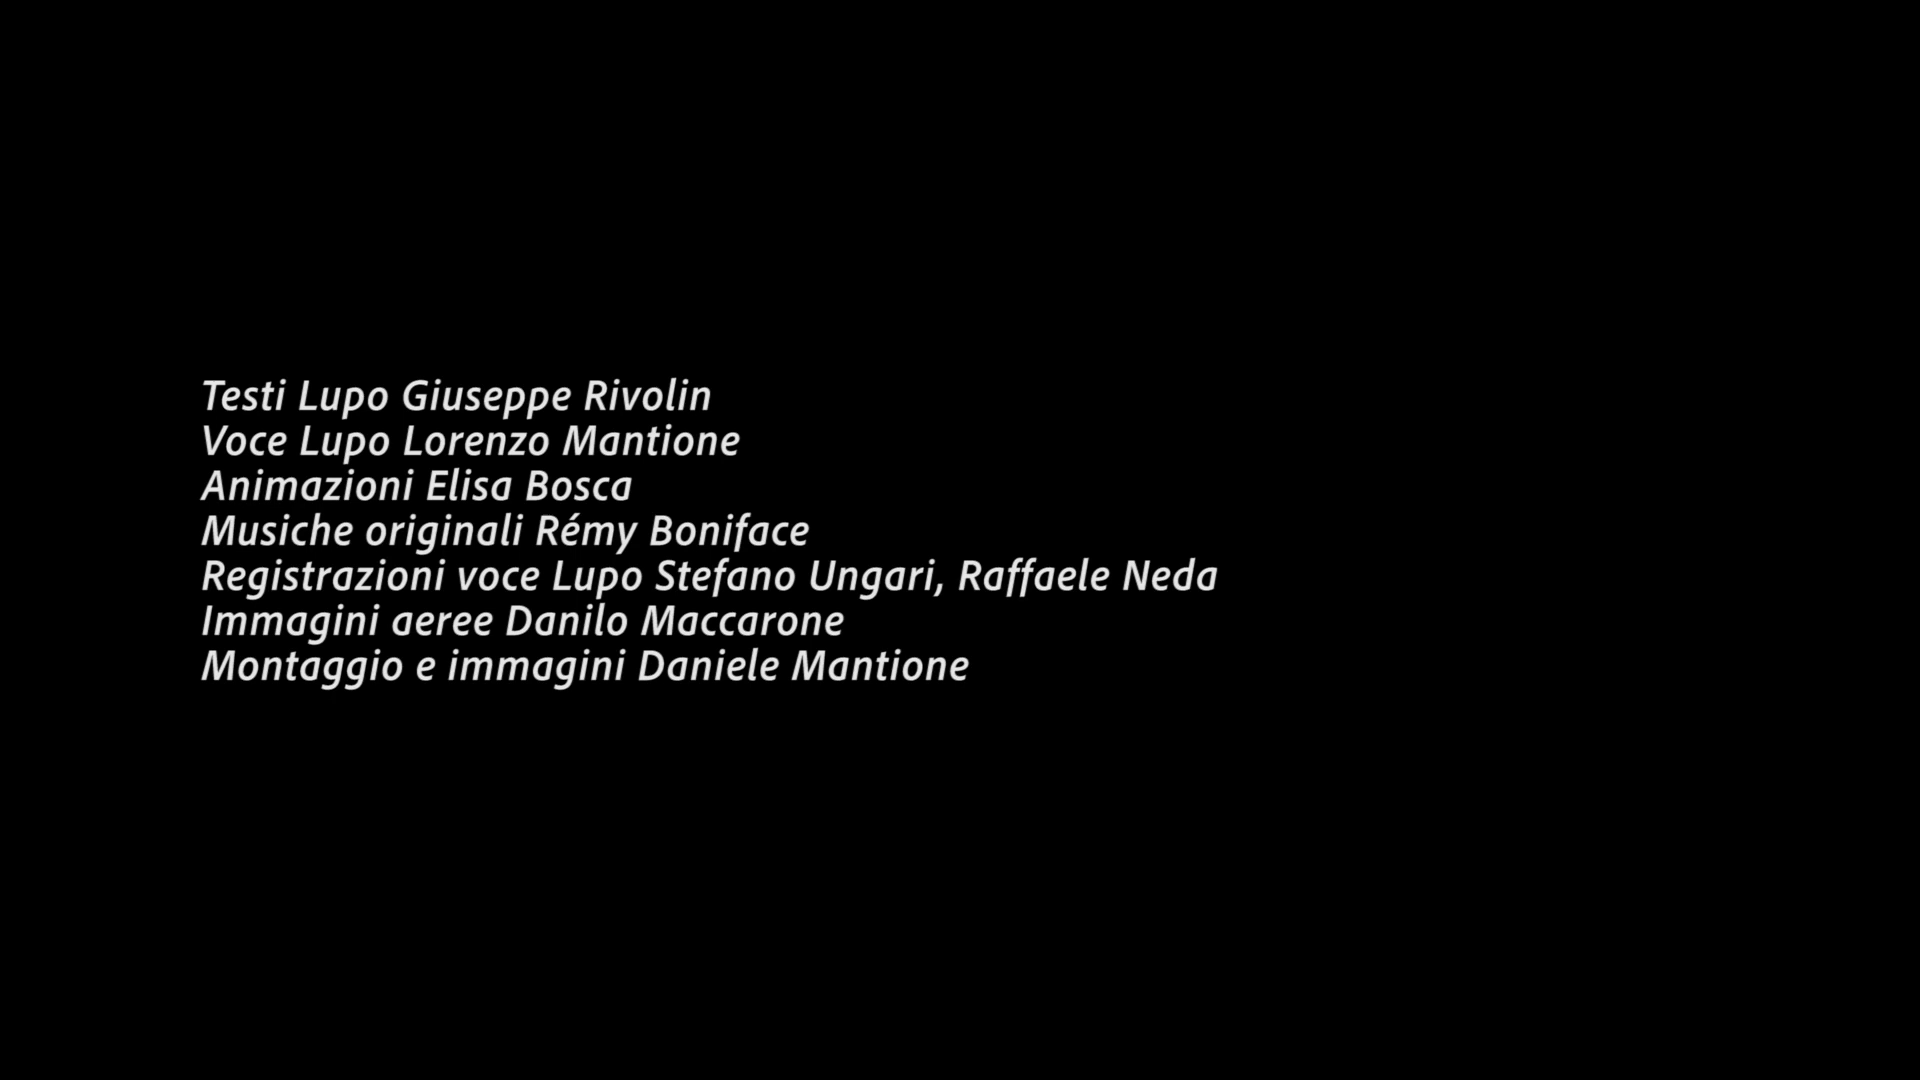 Testi Lupo Giuseppe Rivolin
Voce Lupo Lorenzo Mantione
Animazioni Elisa Bosca
Musiche originali Rémy Boniface
Registrazioni voce Lupo Stefano Ungari, Raffaele Neda
Immagini aeree Danilo Maccarone
Montaggio e immagini Daniele Mantione